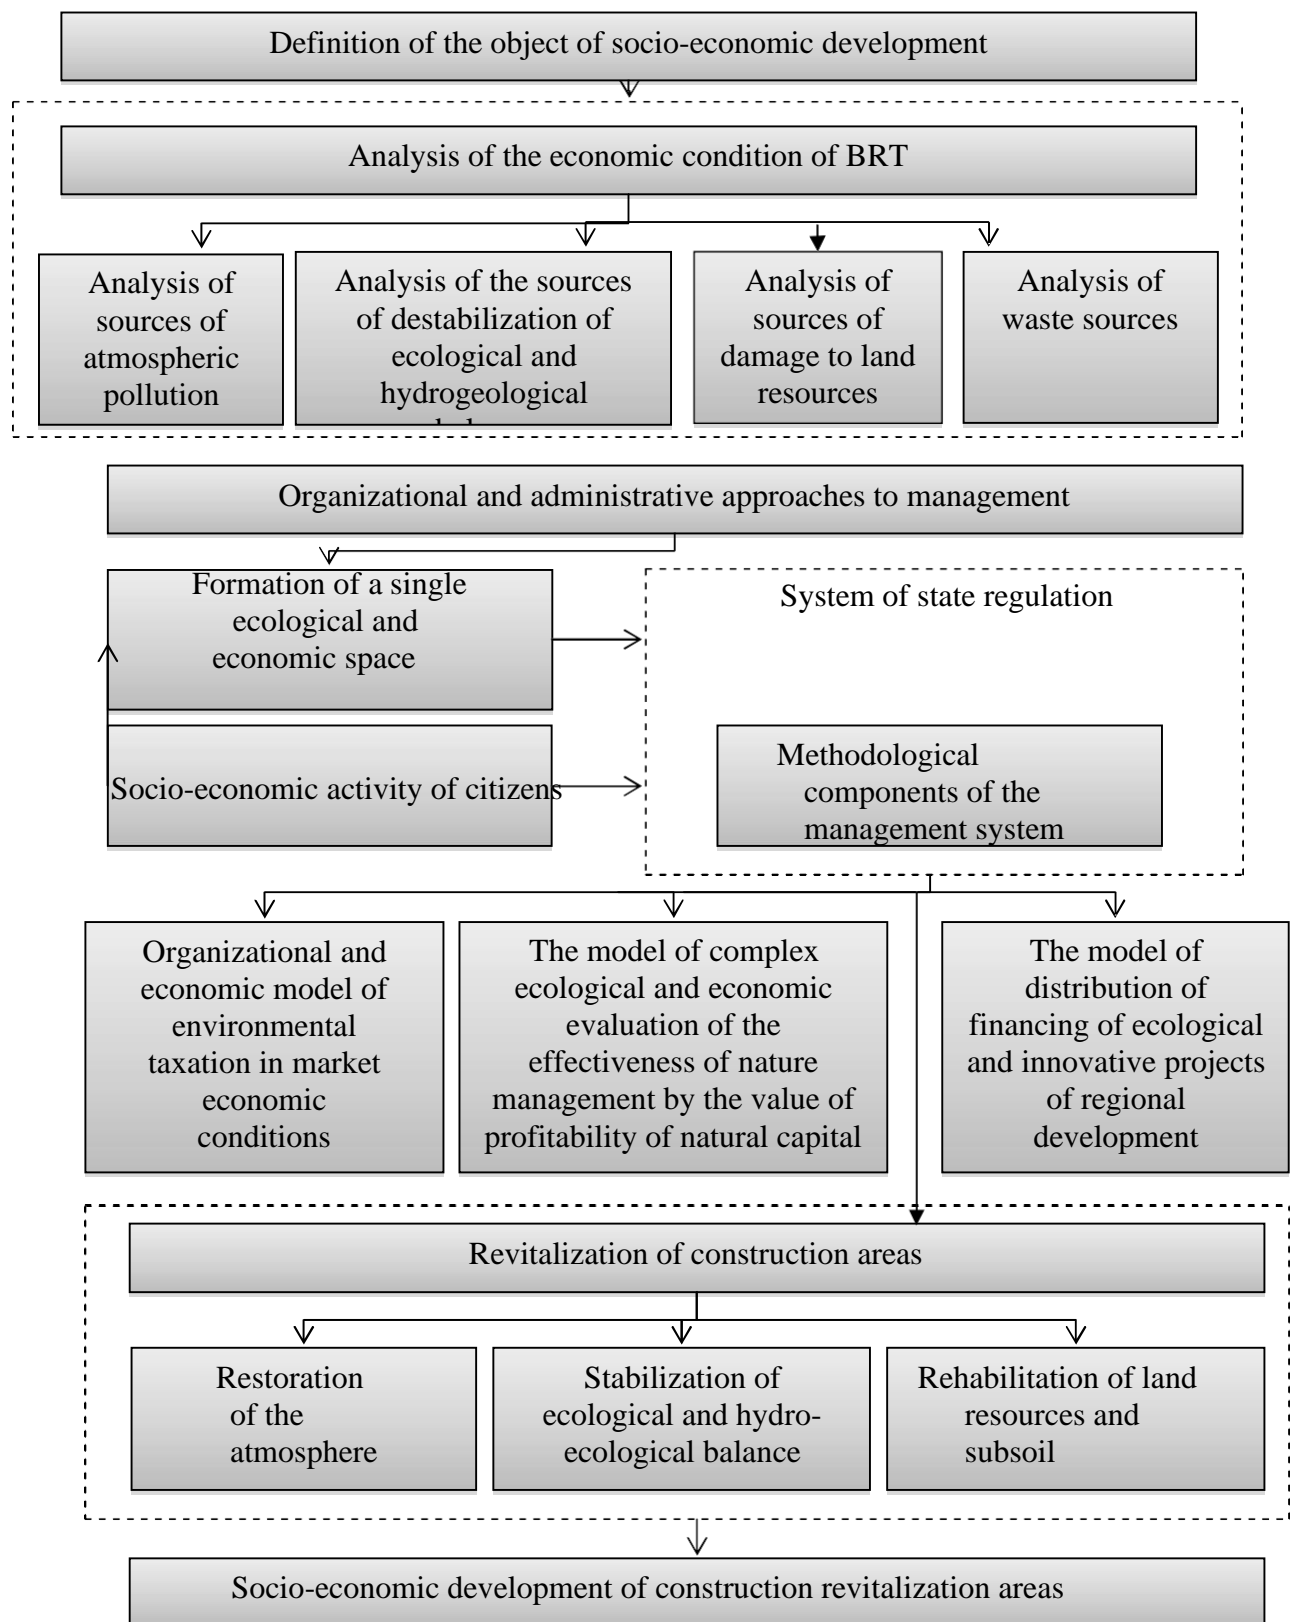 Definition of the object of socio-economic development
Analysis of the economic condition of BRT
Analysis of
sources of
atmospheric
pollution
Analysis of the sources
of destabilization of
ecological and
hydrogeological
Analysis of
sources of
damage to land
resources
Analysis of
waste sources
Organizational and administrative approaches to management
Formation of a single
ecological and
economic space
System of state regulation
Socio-economic activity of citizens
Methodological
components of the
management system
Organizational and
economic model of
environmental
taxation in market
economic
conditions
The model of complex
ecological and economic
evaluation of the
effectiveness of nature
management by the value of
profitability of natural capital
The model of
distribution of
financing of ecological
and innovative projects
of regional
development
Revitalization of construction areas
Restoration
of the
atmosphere
Stabilization of
ecological and hydro-
ecological balance
Rehabilitation of land
resources and
subsoil
Socio-economic development of construction revitalization areas